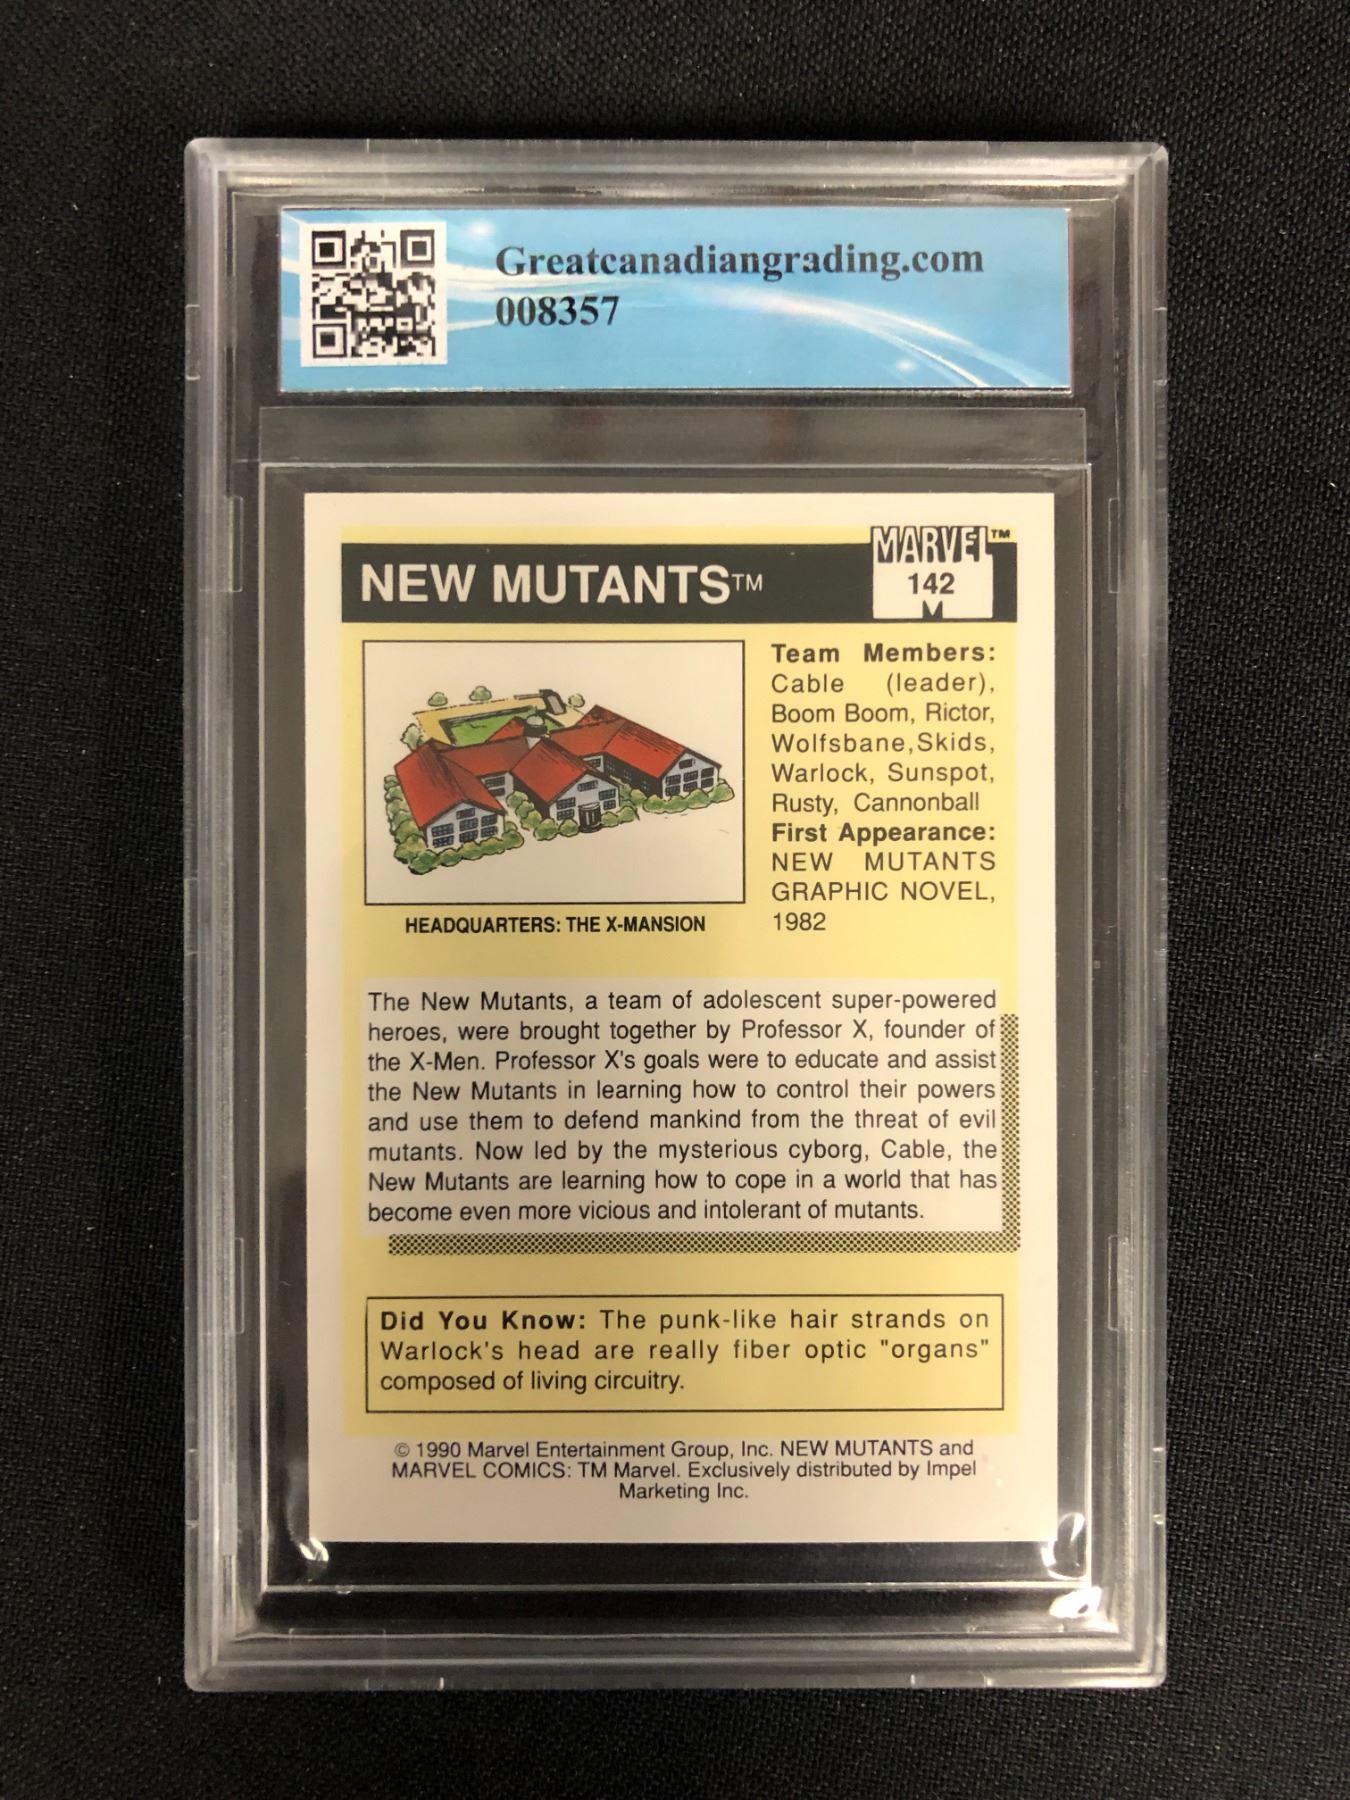 Greatcanadiangrading.com
008357
NEW MUTANTS™
MARVEL™
142
Team Members:
Cable (leader),
Boom Boom, Rictor,
Wolfsbane,Skids,
Warlock, Sunspot,
Rusty, Cannonball
First Appearance:
NEW MUTANTS
GRAPHIC NOVEL,
1982
HEADQUARTERS: THE X-MANSION
The New Mutants, a team of adolescent super-powered
heroes, were brought together by Professor X, founder of
the X-Men. Professor X's goals were to educate and assist
the New Mutants in learning how to control their powers
and use them to defend mankind from the threat of evil
mutants. Now led by the mysterious cyborg, Cable, the
New Mutants are learning how to cope in a world that has
become even more vicious and intolerant of mutants.
Did You Know: The punk-like hair strands on
Warlock's head are really fiber optic "organs"
composed of living circuitry.
© 1990 Marvel Entertainment Group, Inc. NEW MUTANTS and
MARVEL COMICS: TM Marvel. Exclusively distributed by Impel
Marketing Inc.